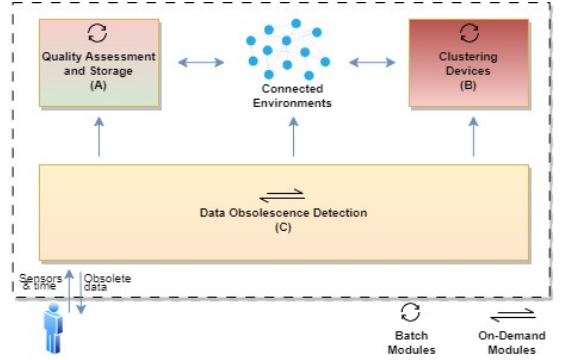 Quality Assessment
and Storage
(A)
Connected
Environments
Clustering
Devices
(B)
Data Obsolescence Detection
(C)
Sensors
& time
Obsolete
data
Batch
Modules
On-Demand
Modules